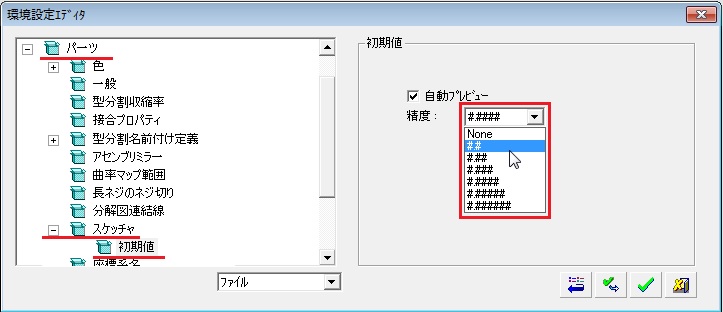 環境設定ｴﾃﾞｨﾀ
パーツ
色
一般
型分割収縮率
接合プロパティ
型分割名前付け定義
アセンブリミラー
曲率マップ範囲
長ネジのネジ切り
分解図連結線
スケッチャ
初期値
座標系名
ファイル
初期値
自動ﾌﾟﾚﾋﾞｭｰ
精度 :
#.####
None
#.#
#.##
#.###
#.####
#.#####
#.######